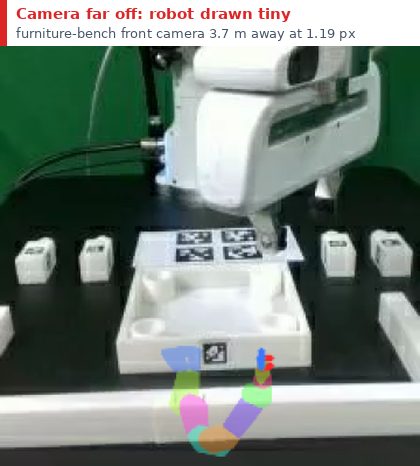 Camera far off: robot drawn tiny
furniture-bench front camera 3.7 m away at 1.19 px